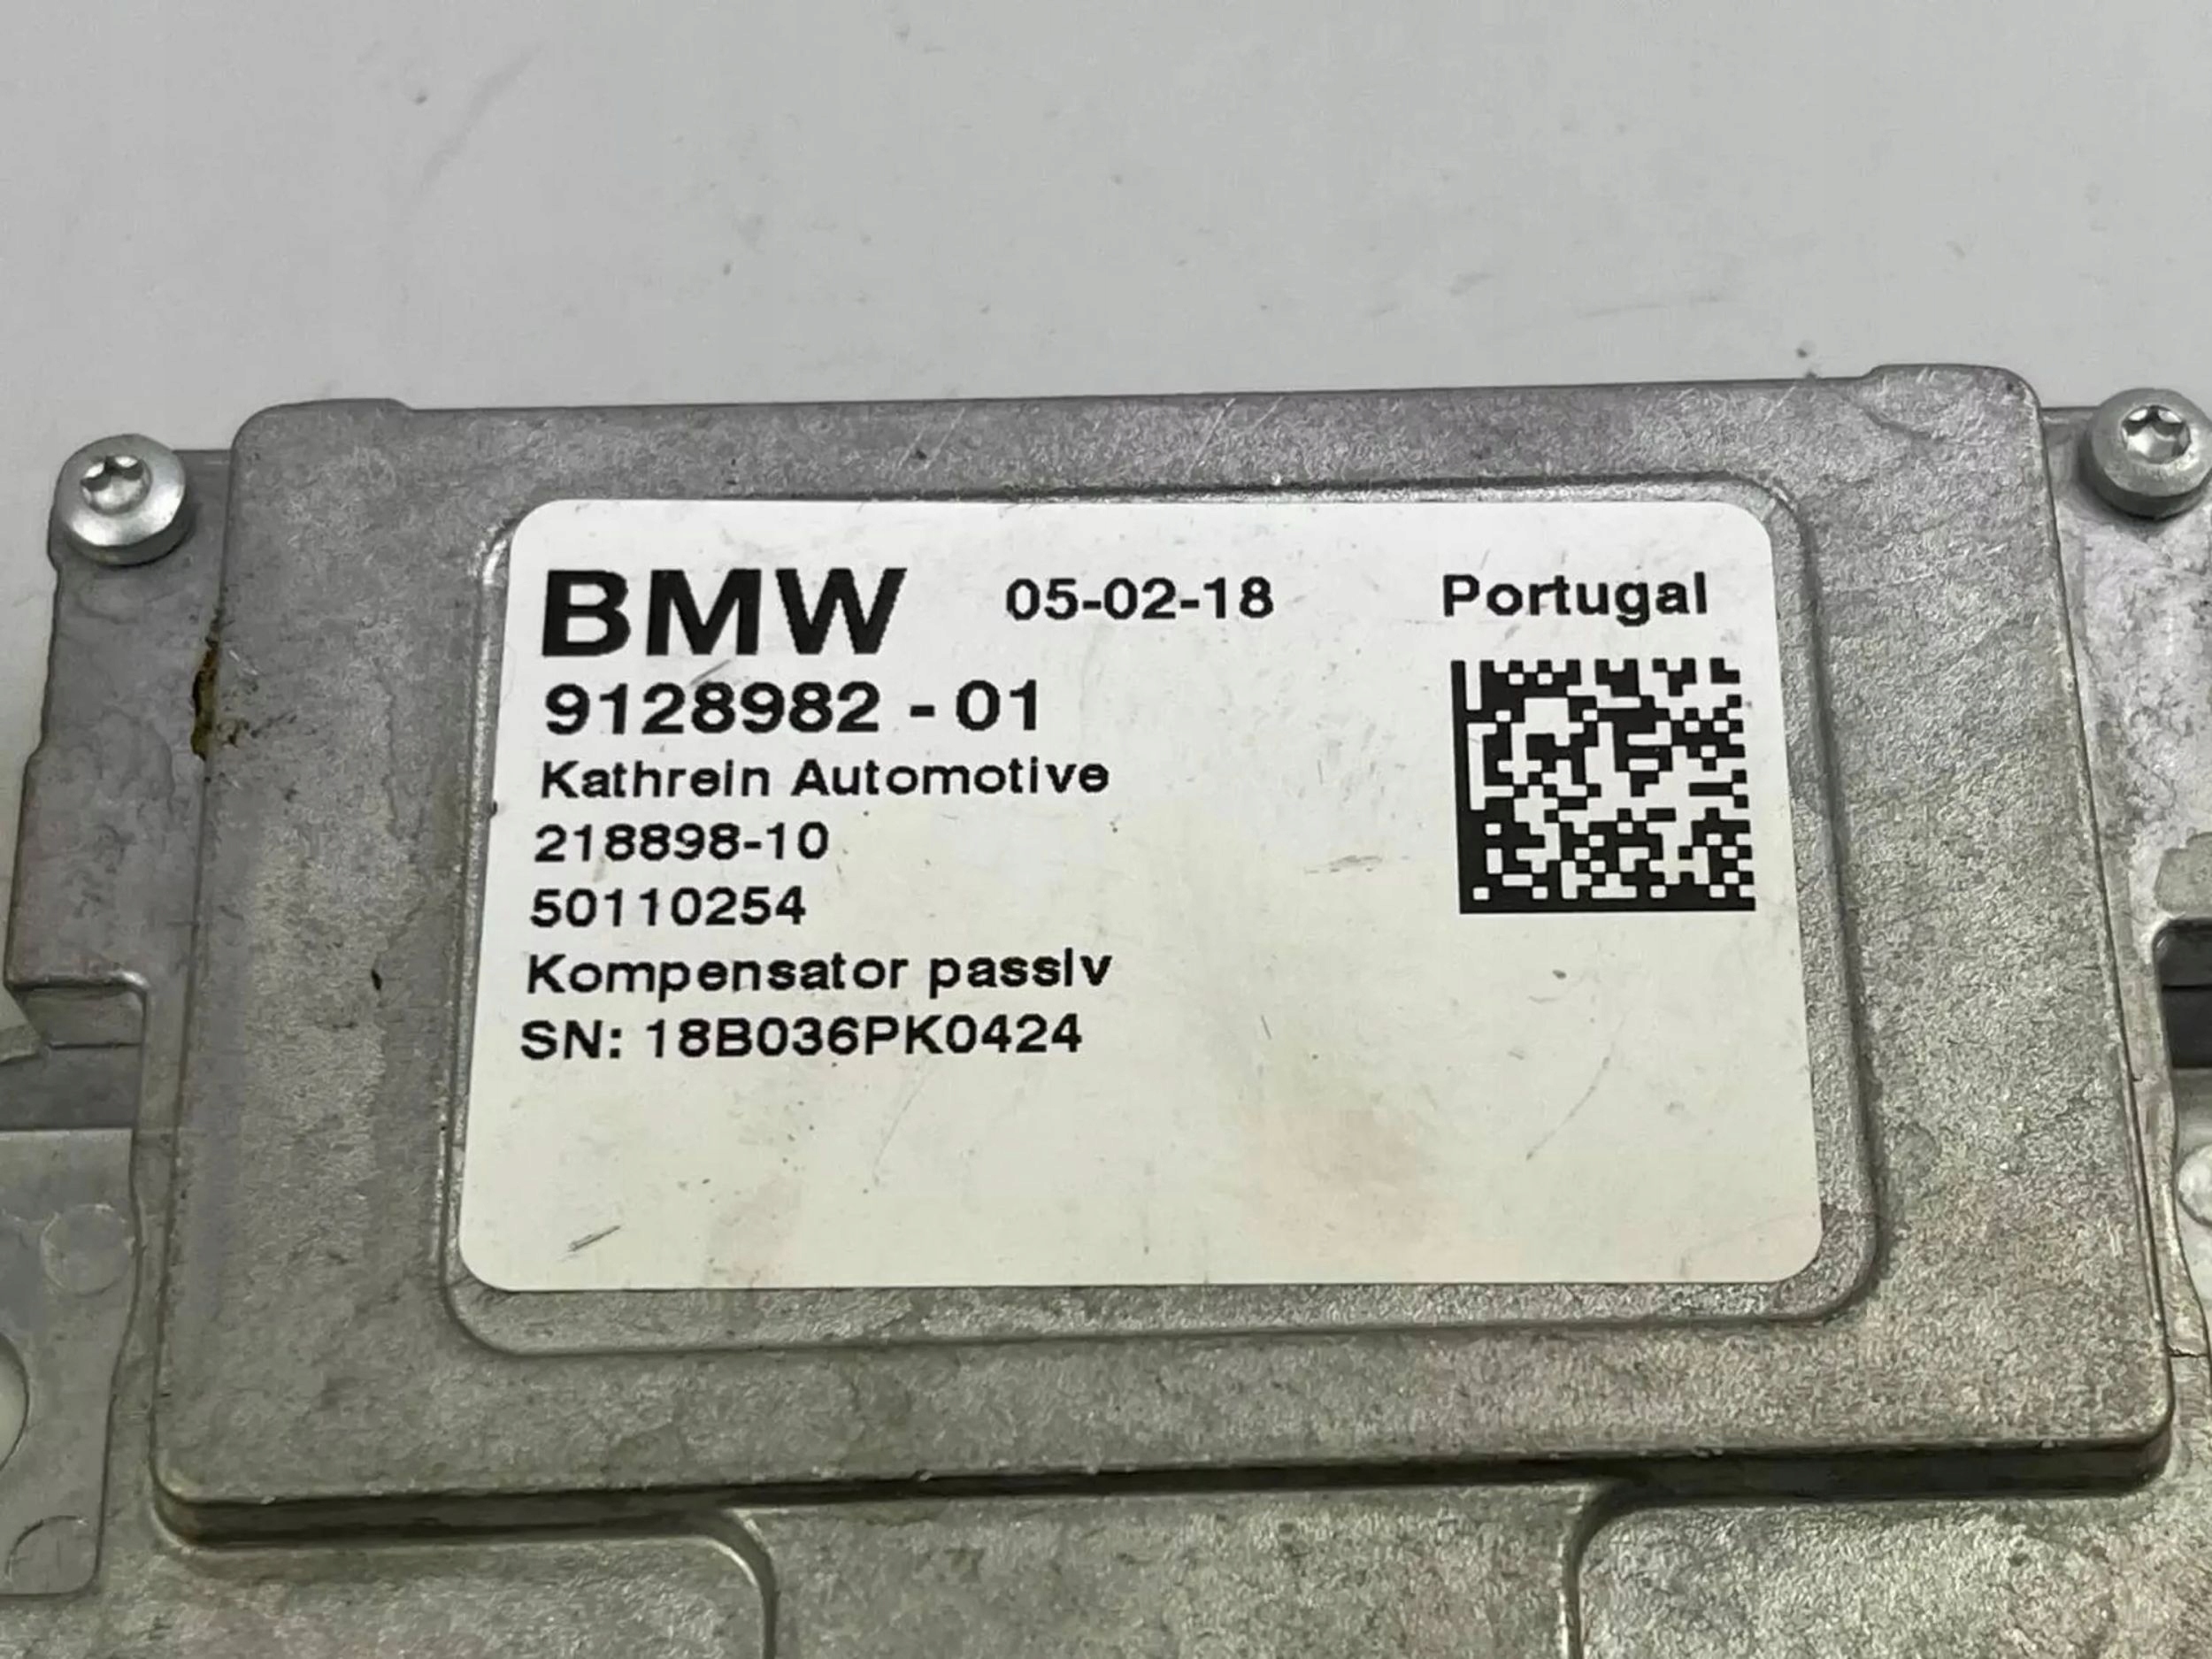 BMW 05-02-18 Portugal
9128982 - 01
Kathrein Automotive
218898-10
50110254
Kompensator passiv
SN: 18B036PK0424